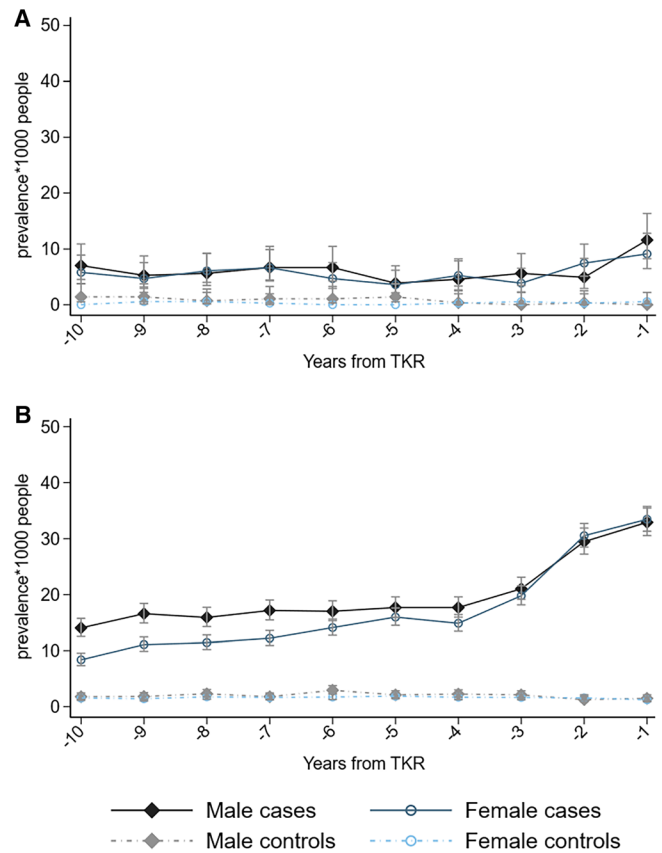 A
50
40
30
20
10
0
prevalence*1000 people
-10 -9 -8 -7 -6 -5 -4 -3 -2 -1
Years from TKR
B
50
40
30
20
10
0
prevalence*1000 people
-10 -9 -8 -7 -6 -5 -4 -3 -2 -1
Years from TKR
Male cases Female cases
Male controls Female controls